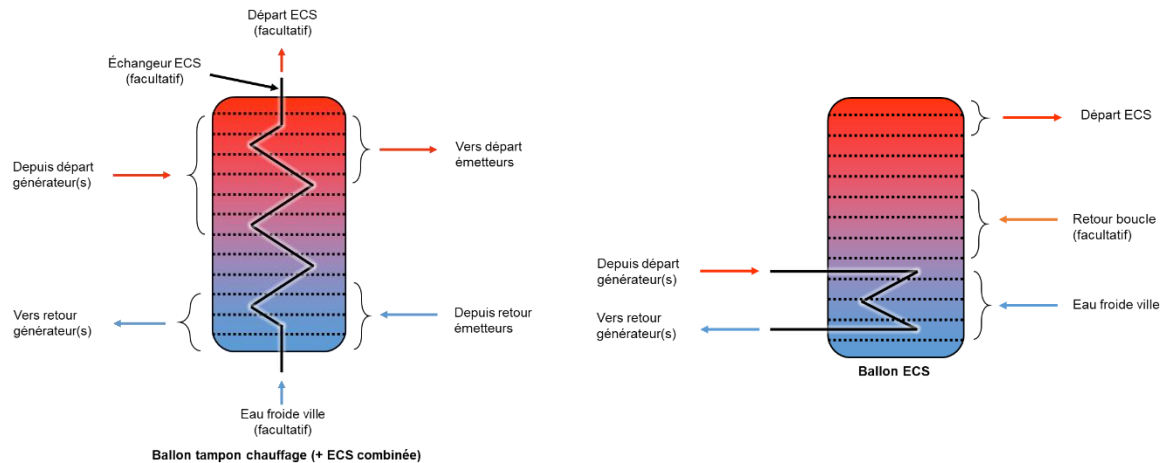 Départ ECS
(facultatif)
Échangeur ECS
(facultatif)
Depuis départ
générateur(s)
Vers départ
émetteurs
Vers retour
générateur(s)
Depuis retour
émetteurs
Eau froide ville
(facultatif)
Ballon tampon chauffage (+ ECS combinée)
Départ ECS
Retour boucle
(facultatif)
Depuis départ
générateur(s)
Eau froide ville
Vers retour
générateur(s)
Ballon ECS